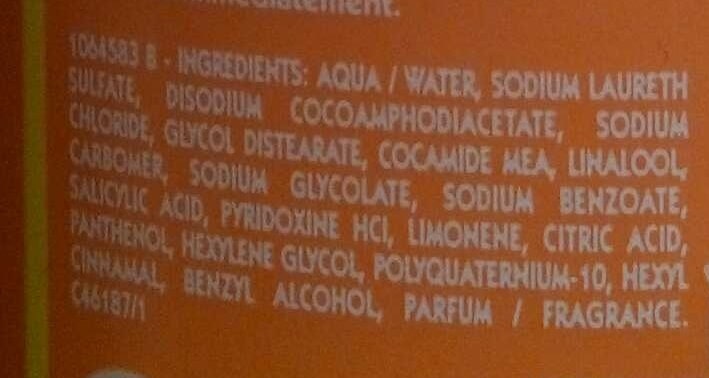 1064583 B - INGREDIENTS: AQUA / WATER, SODIUM LAURETH
SULFATE, DISODIUM COCOAMPHODIACETATE, SODIUM
CHLORIDE, GLYCOL DISTEARATE, COCAMIDE MEA, LINALOOL,
CARBOMER, SODIUM GLYCOLATE, SODIUM BENZOATE,
SALICYLIC ACID, PYRIDOXINE HCl, LIMONENE, CITRIC ACID,
PANTHENOL, HEXYLENE GLYCOL, POLYQUATERNIUM-10, HEXYL
CINNAMAL, BENZYL ALCOHOL, PARFUM / FRAGRANCE.
C46187/1